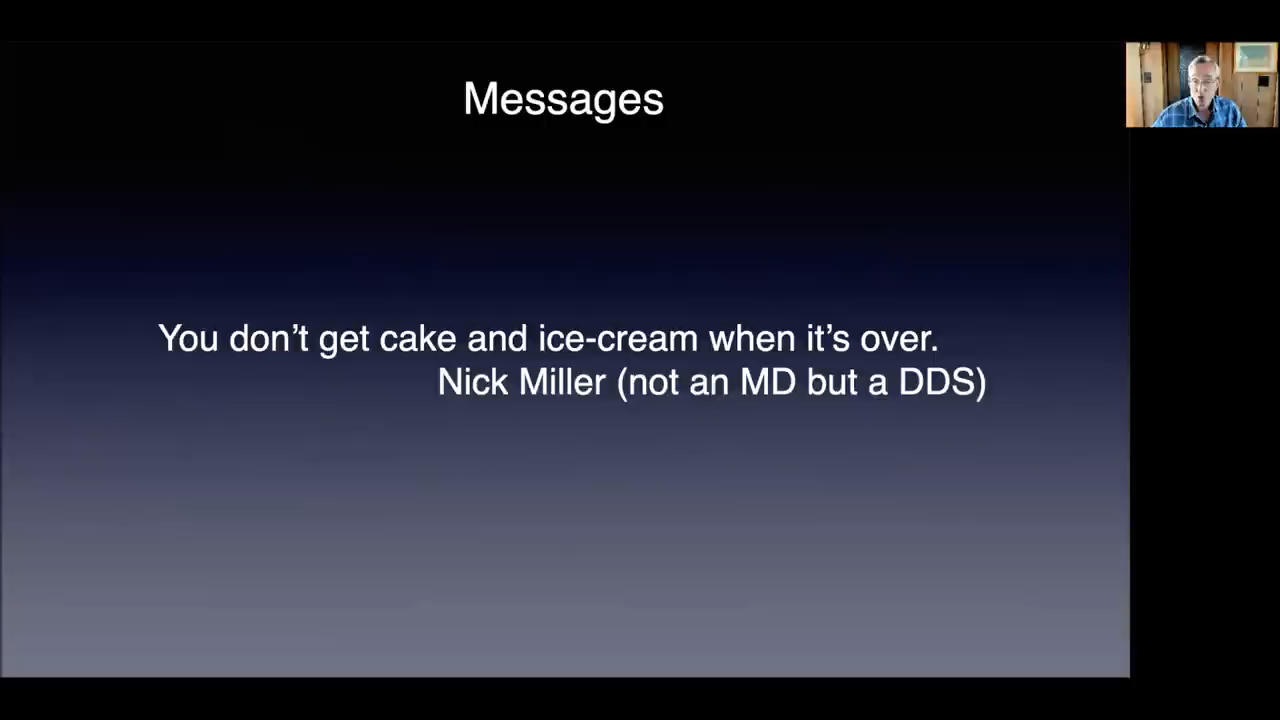 Messages
You don’t get cake and ice-cream when it’s over.
Nick Miller (not an MD but a DDS)